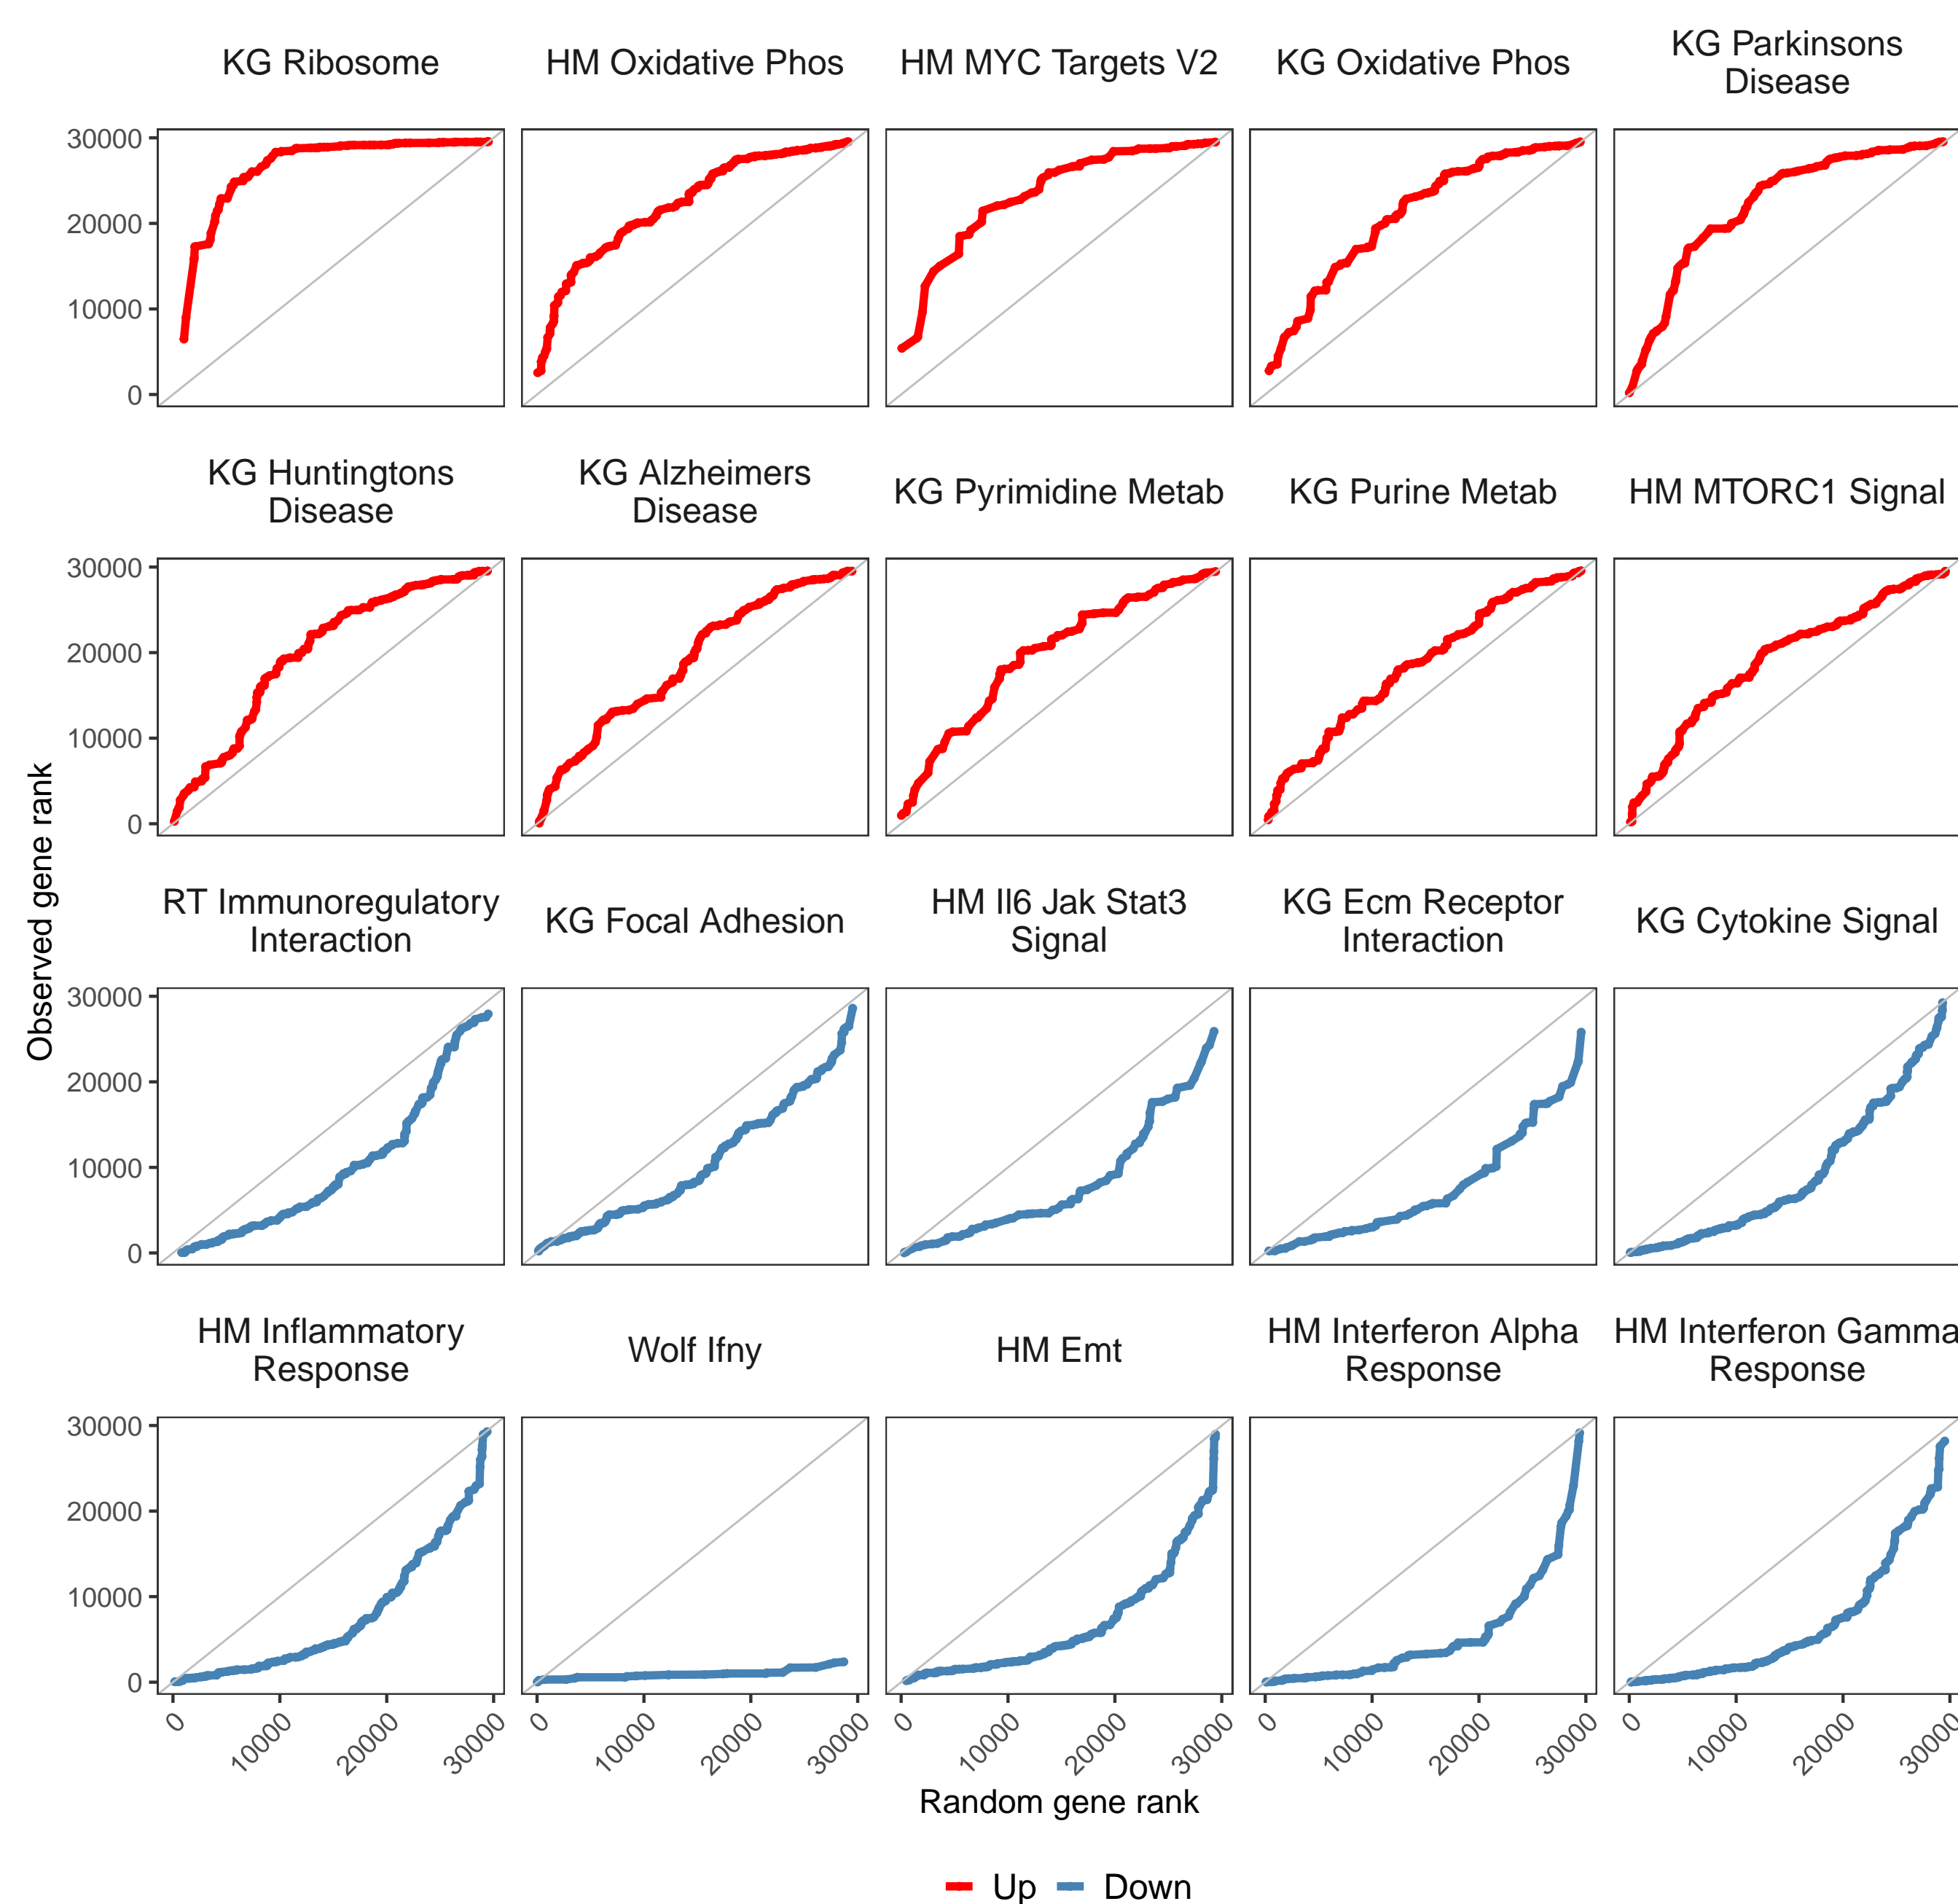 KG Ribosome
HM Oxidative Phos
HM MYC Targets V2
KG Oxidative Phos
KG Parkinsons
Disease
30000
20000
10000
0
KG Huntingtons
Disease
KG Alzheimers
Disease
KG Pyrimidine Metab
KG Purine Metab
HM MTORC1 Signal
30000
20000
10000
0
Observed gene rank
RT Immunoregulatory
Interaction
KG Focal Adhesion
HM Il6 Jak Stat3
Signal
KG Ecm Receptor
Interaction
KG Cytokine Signal
30000
20000
10000
0
HM Inflammatory
Response
Wolf Ifny
HM Emt
HM Interferon Alpha
Response
HM Interferon Gamma
Response
30000
20000
10000
0
0
10000
20000
30000
0
10000
20000
30000
0
10000
20000
30000
0
10000
20000
30000
0
10000
20000
30000
Random gene rank
Up
Down